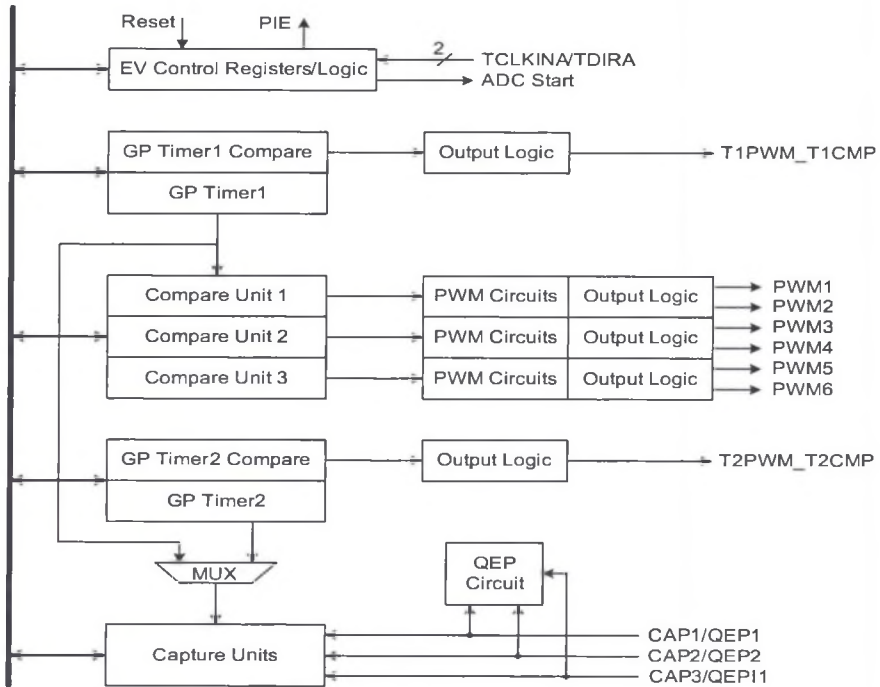 Reset
PIE
EV Control Registers/Logic
2
TCLKINA/TDIRA
ADC Start
GP Timer1 Compare
Output Logic
T1PWM_T1CMP
GP Timer1
Compare Unit 1
PWM Circuits
Output Logic
PWM1
PWM2
Compare Unit 2
PWM Circuits
Output Logic
PWM3
PWM4
Compare Unit 3
PWM Circuits
Output Logic
PWM5
PWM6
GP Timer2 Compare
Output Logic
T2PWM_T2CMP
GP Timer2
MUX
QEP
Circuit
Capture Units
CAP1/QEP1
CAP2/QEP2
CAP3/QEPI1